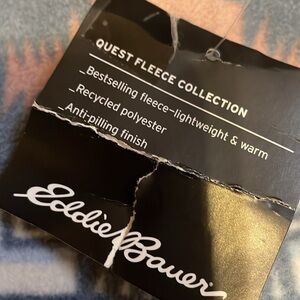 QUEST FLEECE COLLECTION
_Bestselling fleece–lightweight & warm
_Recycled polyester
_Anti-pilling finish
Eddie Bauer